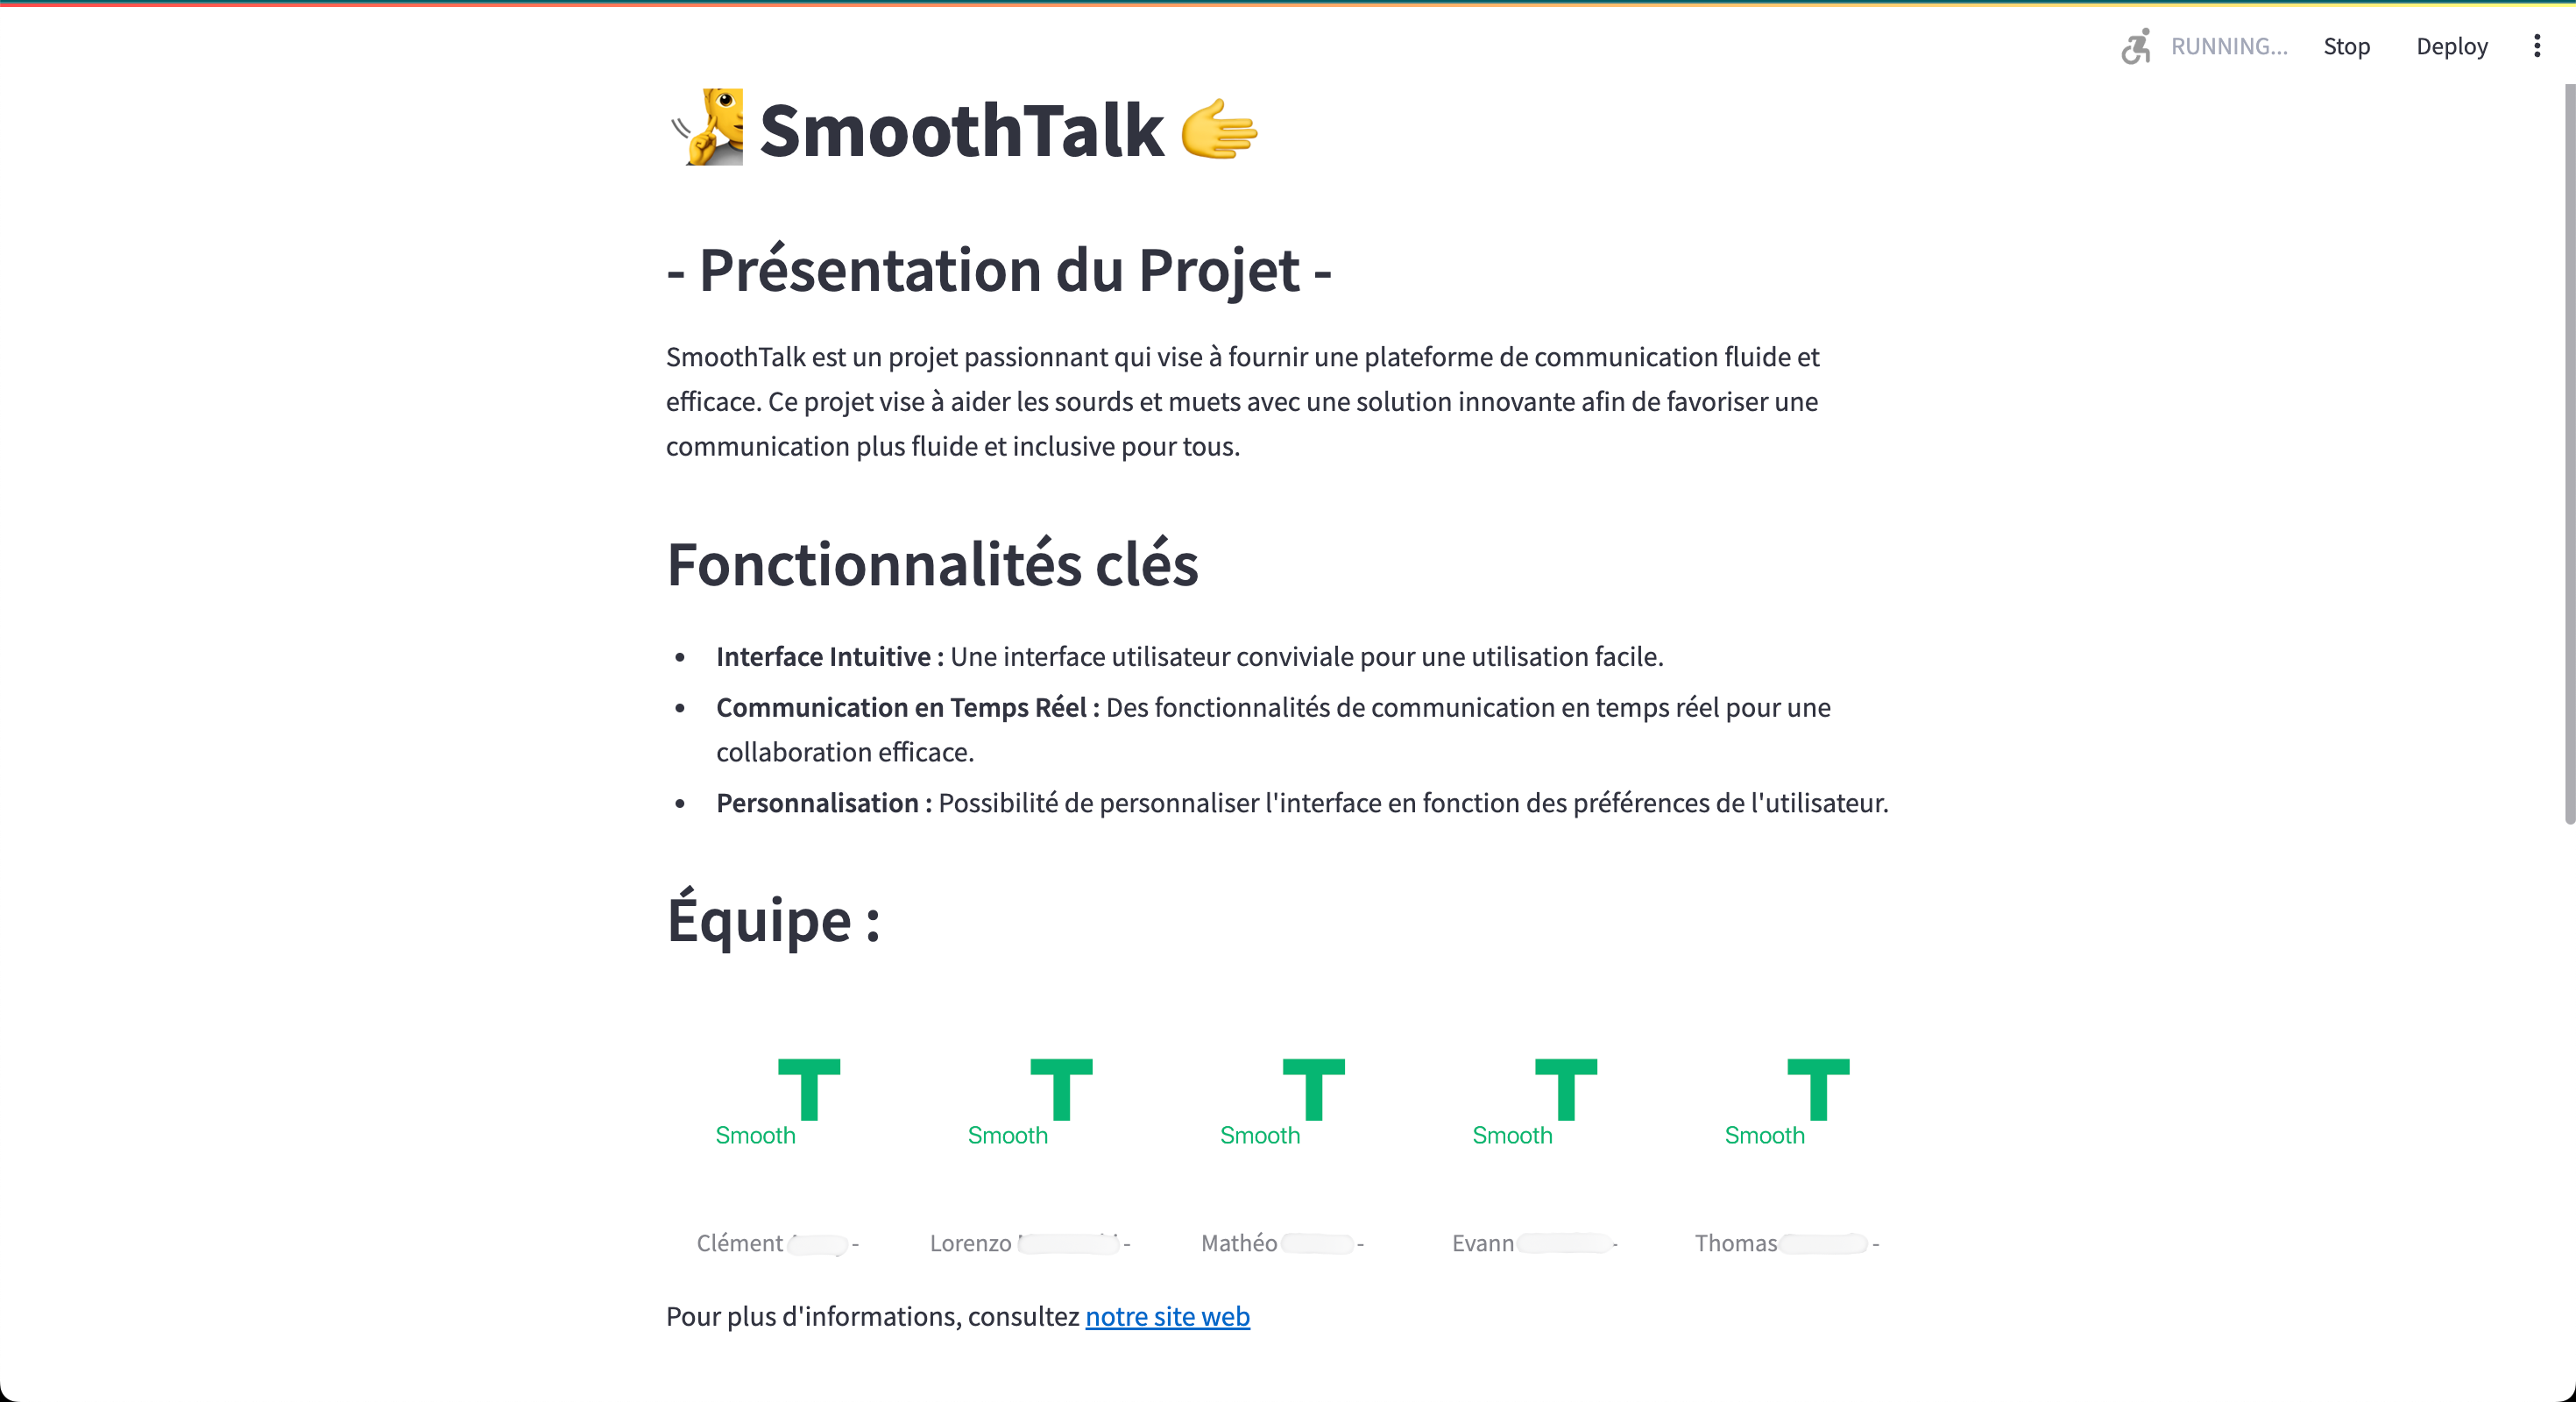 RUNNING... Stop Deploy
SmoothTalk
- Présentation du Projet -
SmoothTalk est un projet passionnant qui vise à fournir une plateforme de communication fluide et
efficace. Ce projet vise à aider les sourds et muets avec une solution innovante afin de favoriser une
communication plus fluide et inclusive pour tous.
Fonctionnalités clés
• Interface Intuitive : Une interface utilisateur conviviale pour une utilisation facile.
• Communication en Temps Réel : Des fonctionnalités de communication en temps réel pour une
collaboration efficace.
• Personnalisation : Possibilité de personnaliser l'interface en fonction des préférences de l'utilisateur.
Équipe :
T T T T T
Smooth Smooth Smooth Smooth Smooth
Clément - Lorenzo - Mathéo - Evann - Thomas -
Pour plus d'informations, consultez notre site web